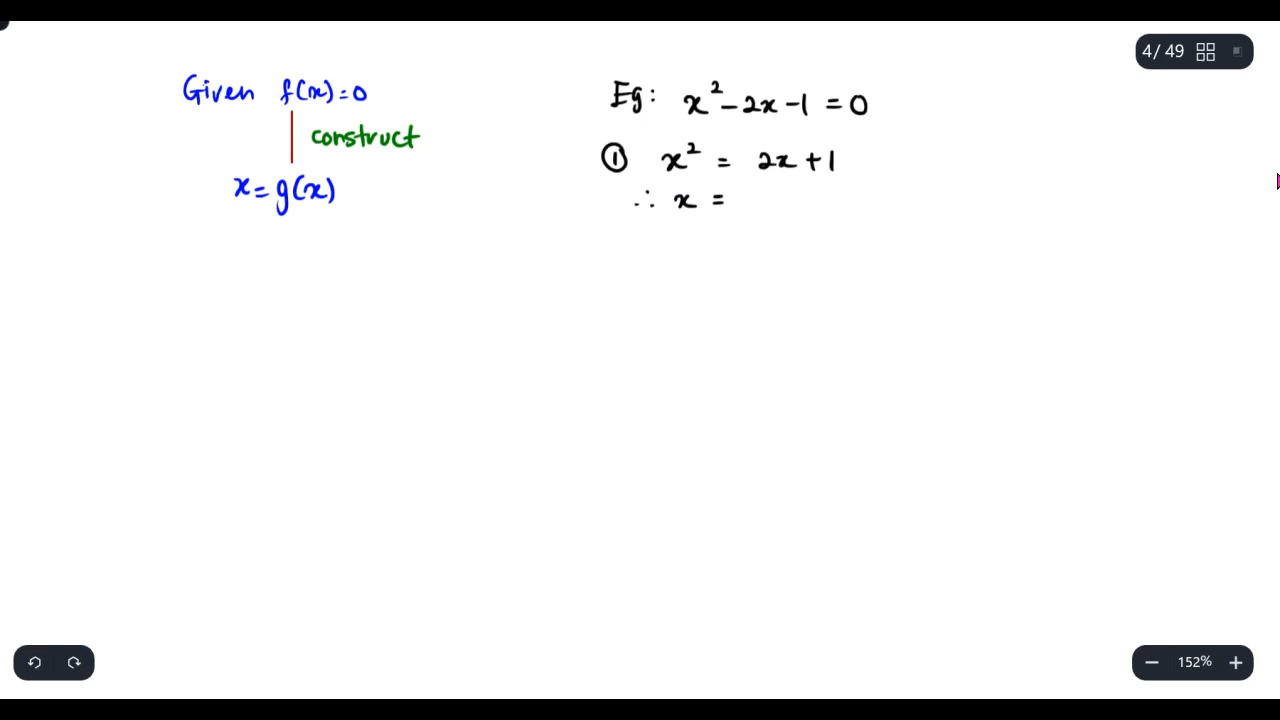 Given f(x)=0
construct
x=g(x)
Eg: x²-2x-1=0
① x² = 2x+1
∴ x =
4/49
152%